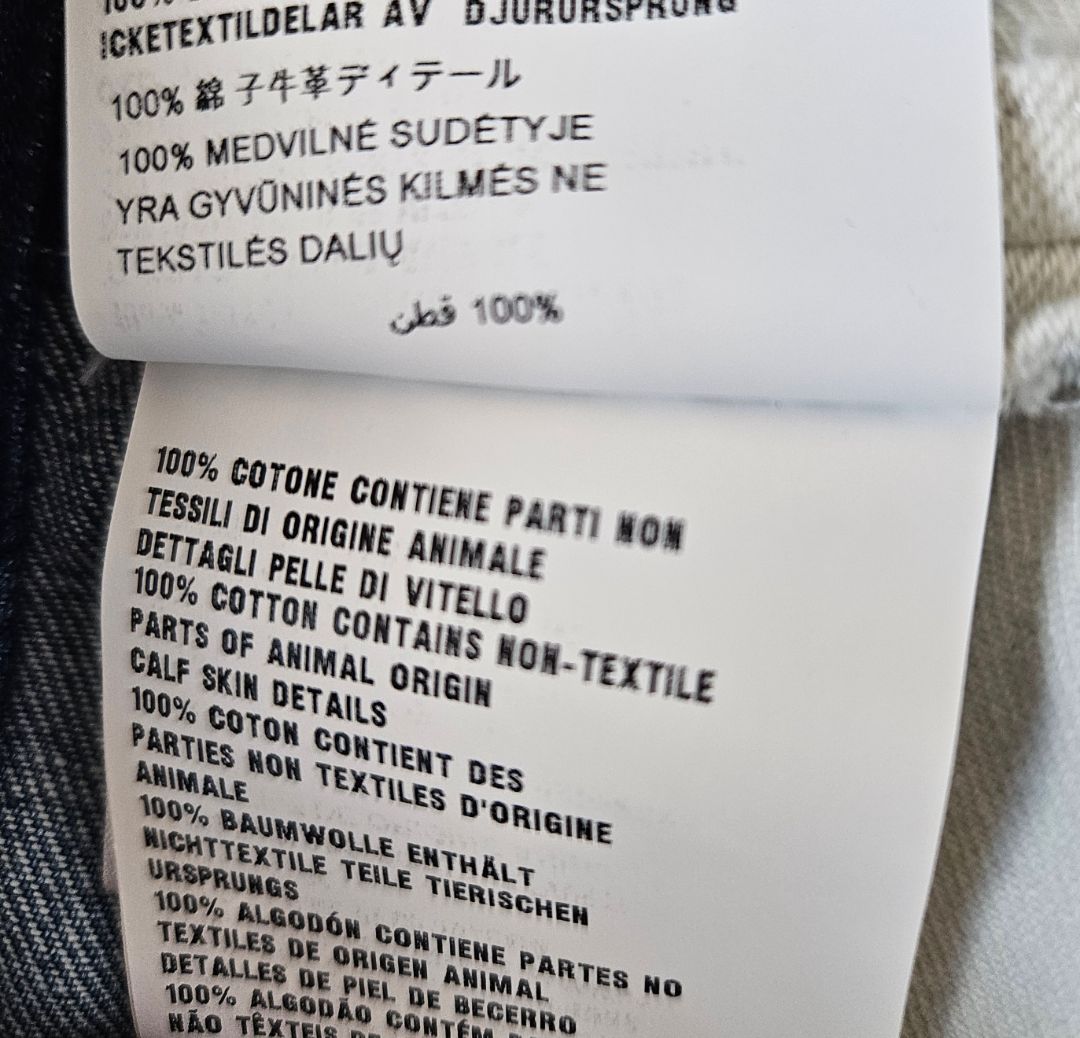 100%
ICKETEXTILDELAR AV DJURURSPRUNG
100% 綿 子牛革ディテール
100% MEDVILNĖ SUDĖTYJE
YRA GYVŪNINĖS KILMĖS NE
TEKSTILĖS DALIŲ
100% قطن
100% COTONE CONTIENE PARTI NON
TESSILI DI ORIGINE ANIMALE
DETTAGLI PELLE DI VITELLO
100% COTTON CONTAINS NON-TEXTILE
PARTS OF ANIMAL ORIGIN
CALF SKIN DETAILS
100% COTON CONTIENT DES
PARTIES NON TEXTILES D'ORIGINE
ANIMALE
100% BAUMWOLLE ENTHÄLT
NICHTTEXTILE TEILE TIERISCHEN
URSPRUNGS
100% ALGODÓN CONTIENE PARTES NO
TEXTILES DE ORIGEN ANIMAL
DETALLES DE PIEL DE BECERRO
100% ALGODÃO CONTÉM
NÃO TÊXTEIS